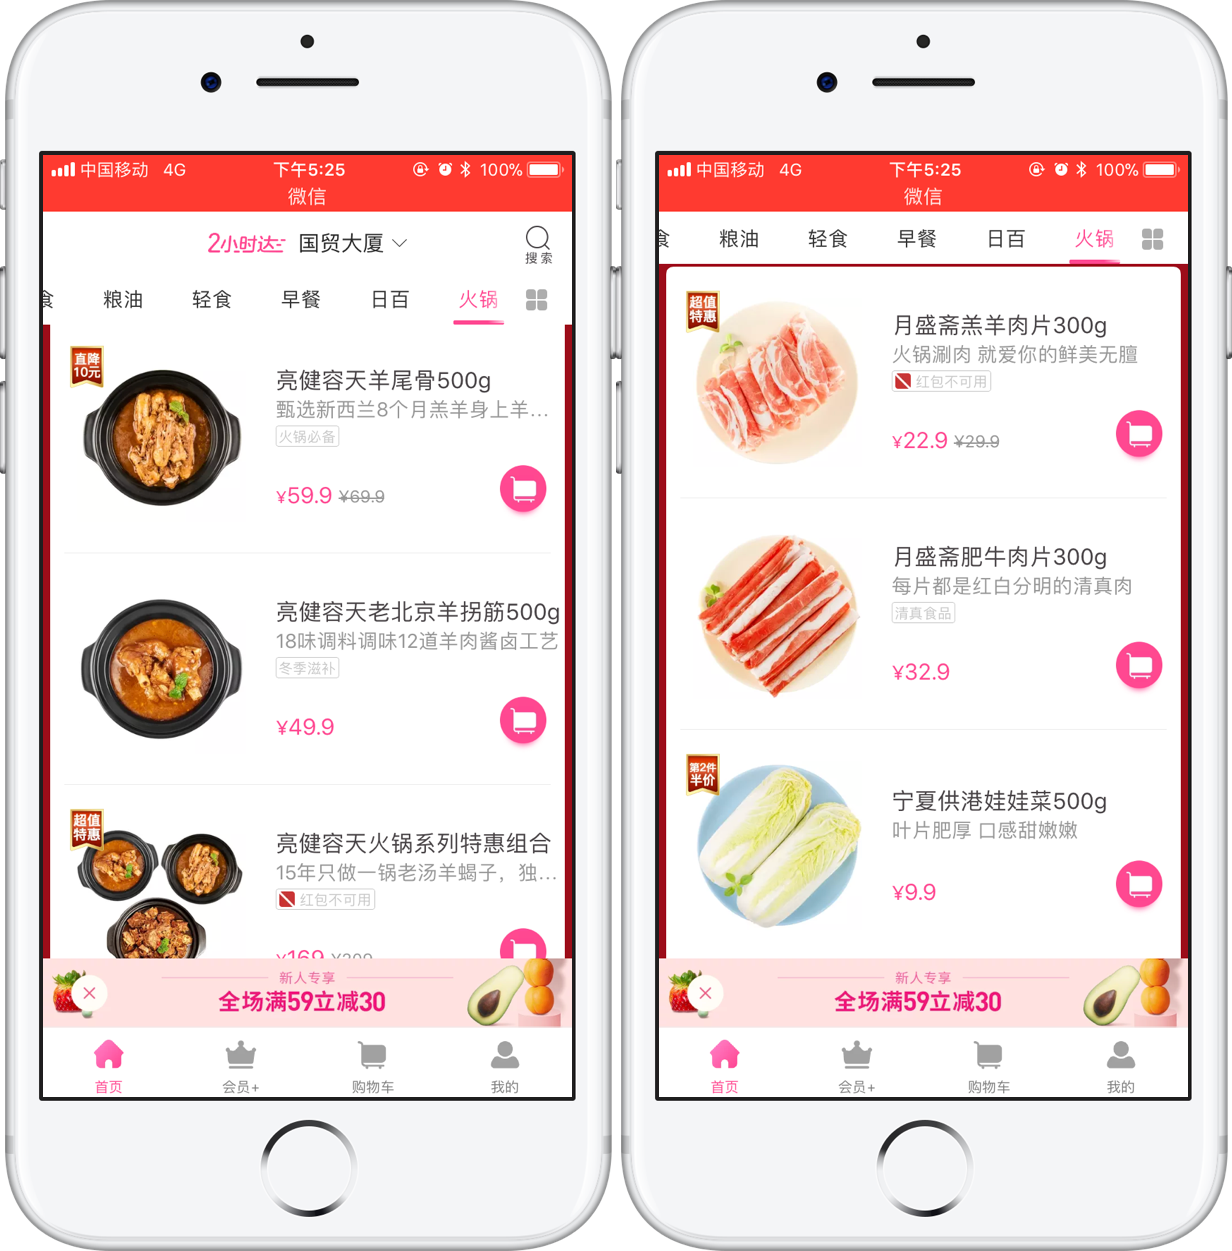 中国移动 4G 下午5:25 100%
微信
2小时达 国贸大厦
搜索
食 粮油 轻食 早餐 日百 火锅
直降
10元
亮健容天羊尾骨500g
甄选新西兰8个月羔羊身上羊...
火锅必备
¥59.9 ¥69.9
亮健容天老北京羊拐筋500g
18味调料调味12道羊肉酱卤工艺
冬季滋补
¥49.9
超值
特惠
亮健容天火锅系列特惠组合
15年只做一锅老汤羊蝎子，独...
红包不可用
¥169
新人专享
全场满59立减30
首页 会员+ 购物车 我的
中国移动 4G 下午5:25 100%
微信
食 粮油 轻食 早餐 日百 火锅
超值
特惠
月盛斋羔羊肉片300g
火锅涮肉 就爱你的鲜美无膻
红包不可用
¥22.9 ¥29.9
月盛斋肥牛肉片300g
每片都是红白分明的清真肉
清真食品
¥32.9
第2件
半价
宁夏供港娃娃菜500g
叶片肥厚 口感甜嫩嫩
¥9.9
新人专享
全场满59立减30
首页 会员+ 购物车 我的